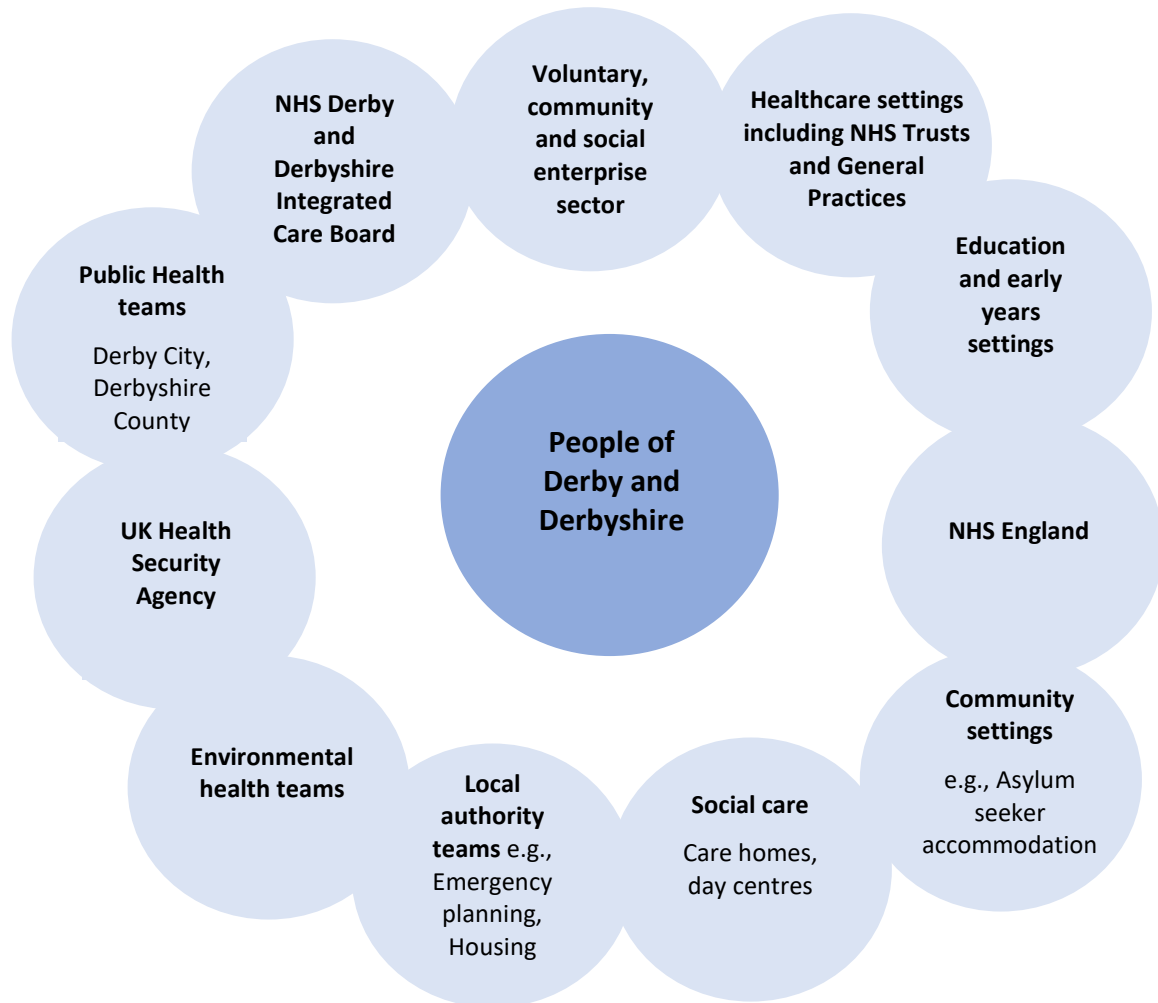 Voluntary,
community
and social
enterprise
sector
Healthcare settings
including NHS Trusts
and General
Practices
Education
and early
years
settings
NHS England
Community
settings
e.g., Asylum
seeker
accommodation
Social care
Care homes,
day centres
Local
authority
teams e.g.,
Emergency
planning,
Housing
Environmental
health teams
UK Health
Security
Agency
Public Health
teams
Derby City,
Derbyshire
County
NHS Derby
and
Derbyshire
Integrated
Care Board
People of
Derby and
Derbyshire